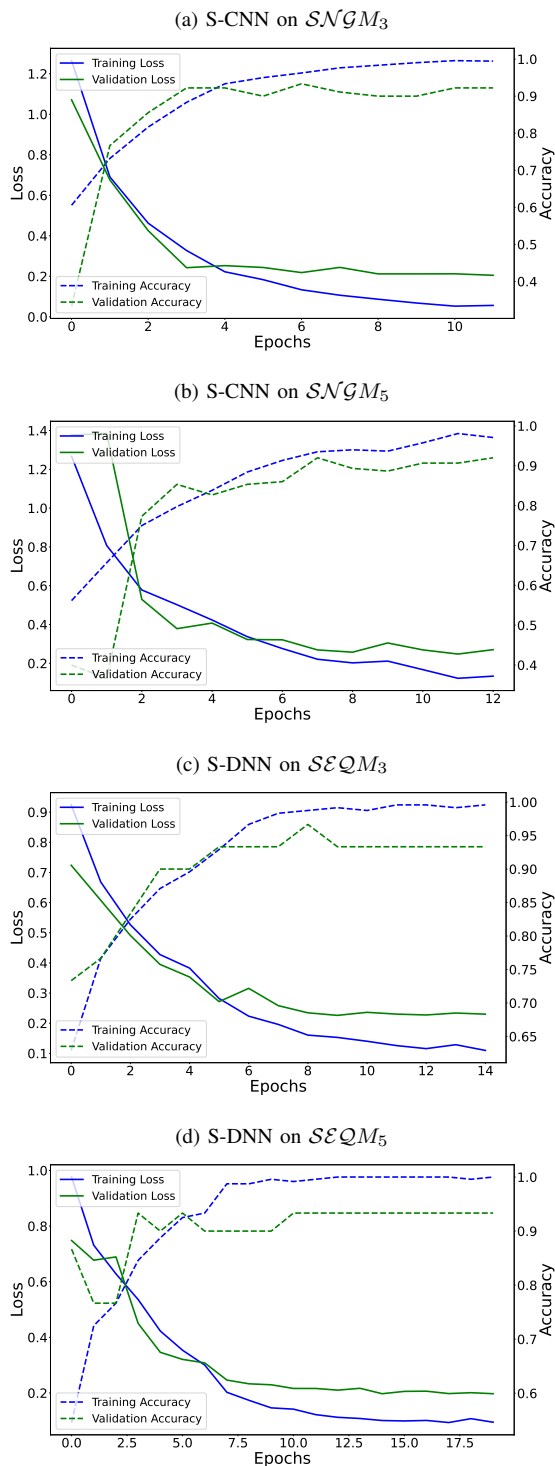 (a) S-CNN on 𝒮𝒩𝒢M₃
Training Loss
Validation Loss
Training Accuracy
Validation Accuracy
1.2
1.0
0.8
0.6
0.4
0.2
0.0
Loss
0 2 4 6 8 10
Epochs
1.0
0.9
0.8
0.7
0.6
0.5
0.4
Accuracy
(b) S-CNN on 𝒮𝒩𝒢M₅
Training Loss
Validation Loss
Training Accuracy
Validation Accuracy
1.4
1.2
1.0
0.8
0.6
0.4
0.2
Loss
0 2 4 6 8 10 12
Epochs
1.0
0.9
0.8
0.7
0.6
0.5
0.4
Accuracy
(c) S-DNN on 𝒮ℰ𝒬M₃
Training Loss
Validation Loss
Training Accuracy
Validation Accuracy
0.9
0.8
0.7
0.6
0.5
0.4
0.3
0.2
0.1
Loss
0 2 4 6 8 10 12 14
Epochs
1.00
0.95
0.90
0.85
0.80
0.75
0.70
0.65
Accuracy
(d) S-DNN on 𝒮ℰ𝒬M₅
Training Loss
Validation Loss
Training Accuracy
Validation Accuracy
1.0
0.8
0.6
0.4
0.2
Loss
0.0 2.5 5.0 7.5 10.0 12.5 15.0 17.5
Epochs
1.0
0.9
0.8
0.7
0.6
Accuracy